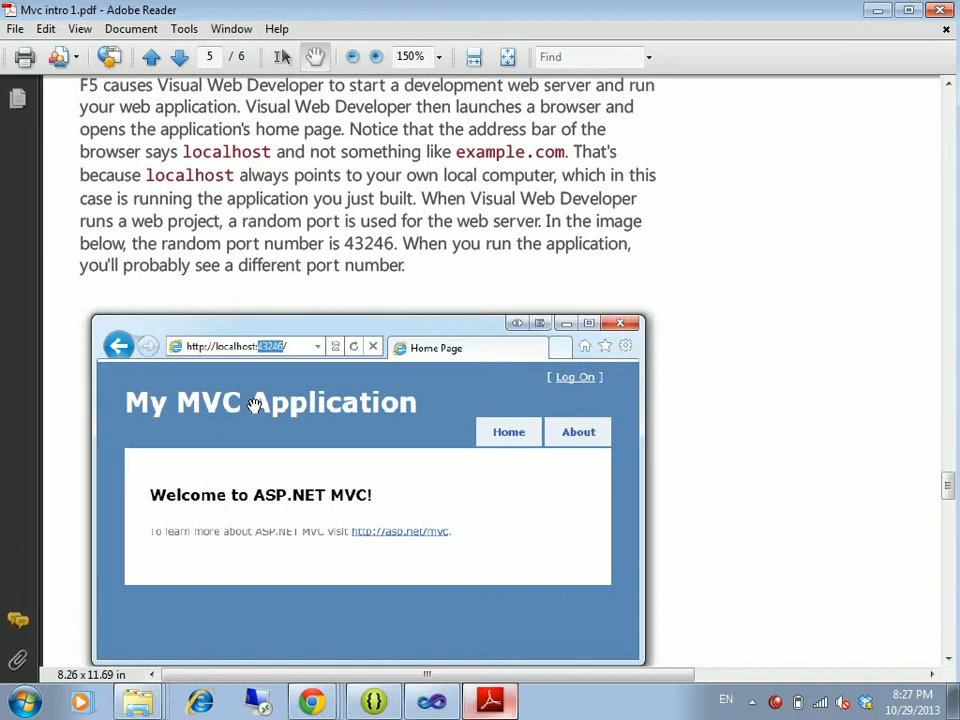 Mvc intro 1.pdf - Adobe Reader
File Edit View Document Tools Window Help
5 / 6 150% Find
F5 causes Visual Web Developer to start a development web server and run
your web application. Visual Web Developer then launches a browser and
opens the application's home page. Notice that the address bar of the
browser says localhost and not something like example.com. That's
because localhost always points to your own local computer, which in this
case is running the application you just built. When Visual Web Developer
runs a web project, a random port is used for the web server. In the image
below, the random port number is 43246. When you run the application,
you'll probably see a different port number.
http://localhost:43246/ Home Page
[ Log On ]
My MVC Application
Home About
Welcome to ASP.NET MVC!
To learn more about ASP.NET MVC visit http://asp.net/mvc.
8.26 x 11.69 in
EN 8:27 PM
10/29/2013